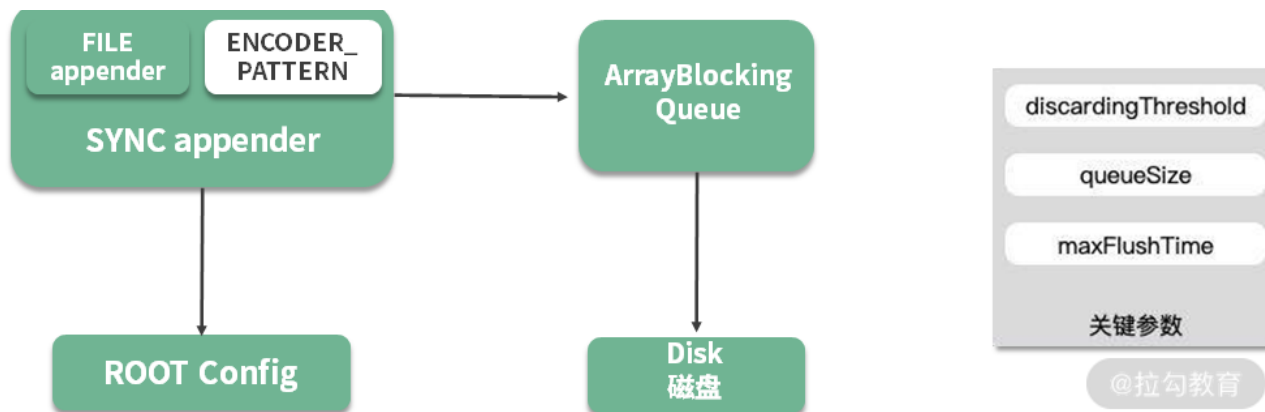 FILE
appender
ENCODER_
PATTERN
SYNC appender
ArrayBlocking
Queue
ROOT Config
Disk
磁盘
discardingThreshold
queueSize
maxFlushTime
关键参数
@拉勾教育